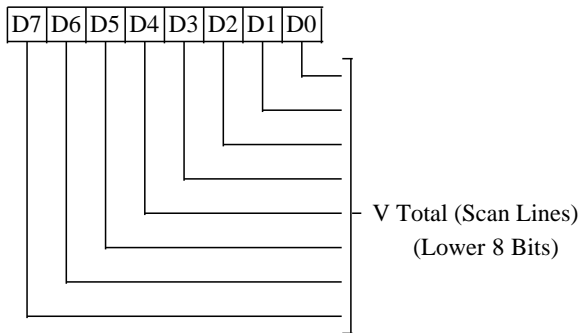 D7 D6 D5 D4 D3 D2 D1 D0
V Total (Scan Lines)
(Lower 8 Bits)